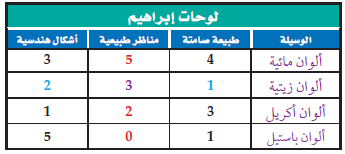 لوحات إبراهيم
الوسيلة طبيعة صامتة مناظر طبيعية أشكال هندسية
ألوان مائية 4 5 3
ألوان زيتية 1 3 2
ألوان أكريل 3 2 1
ألوان باستيل 1 0 5